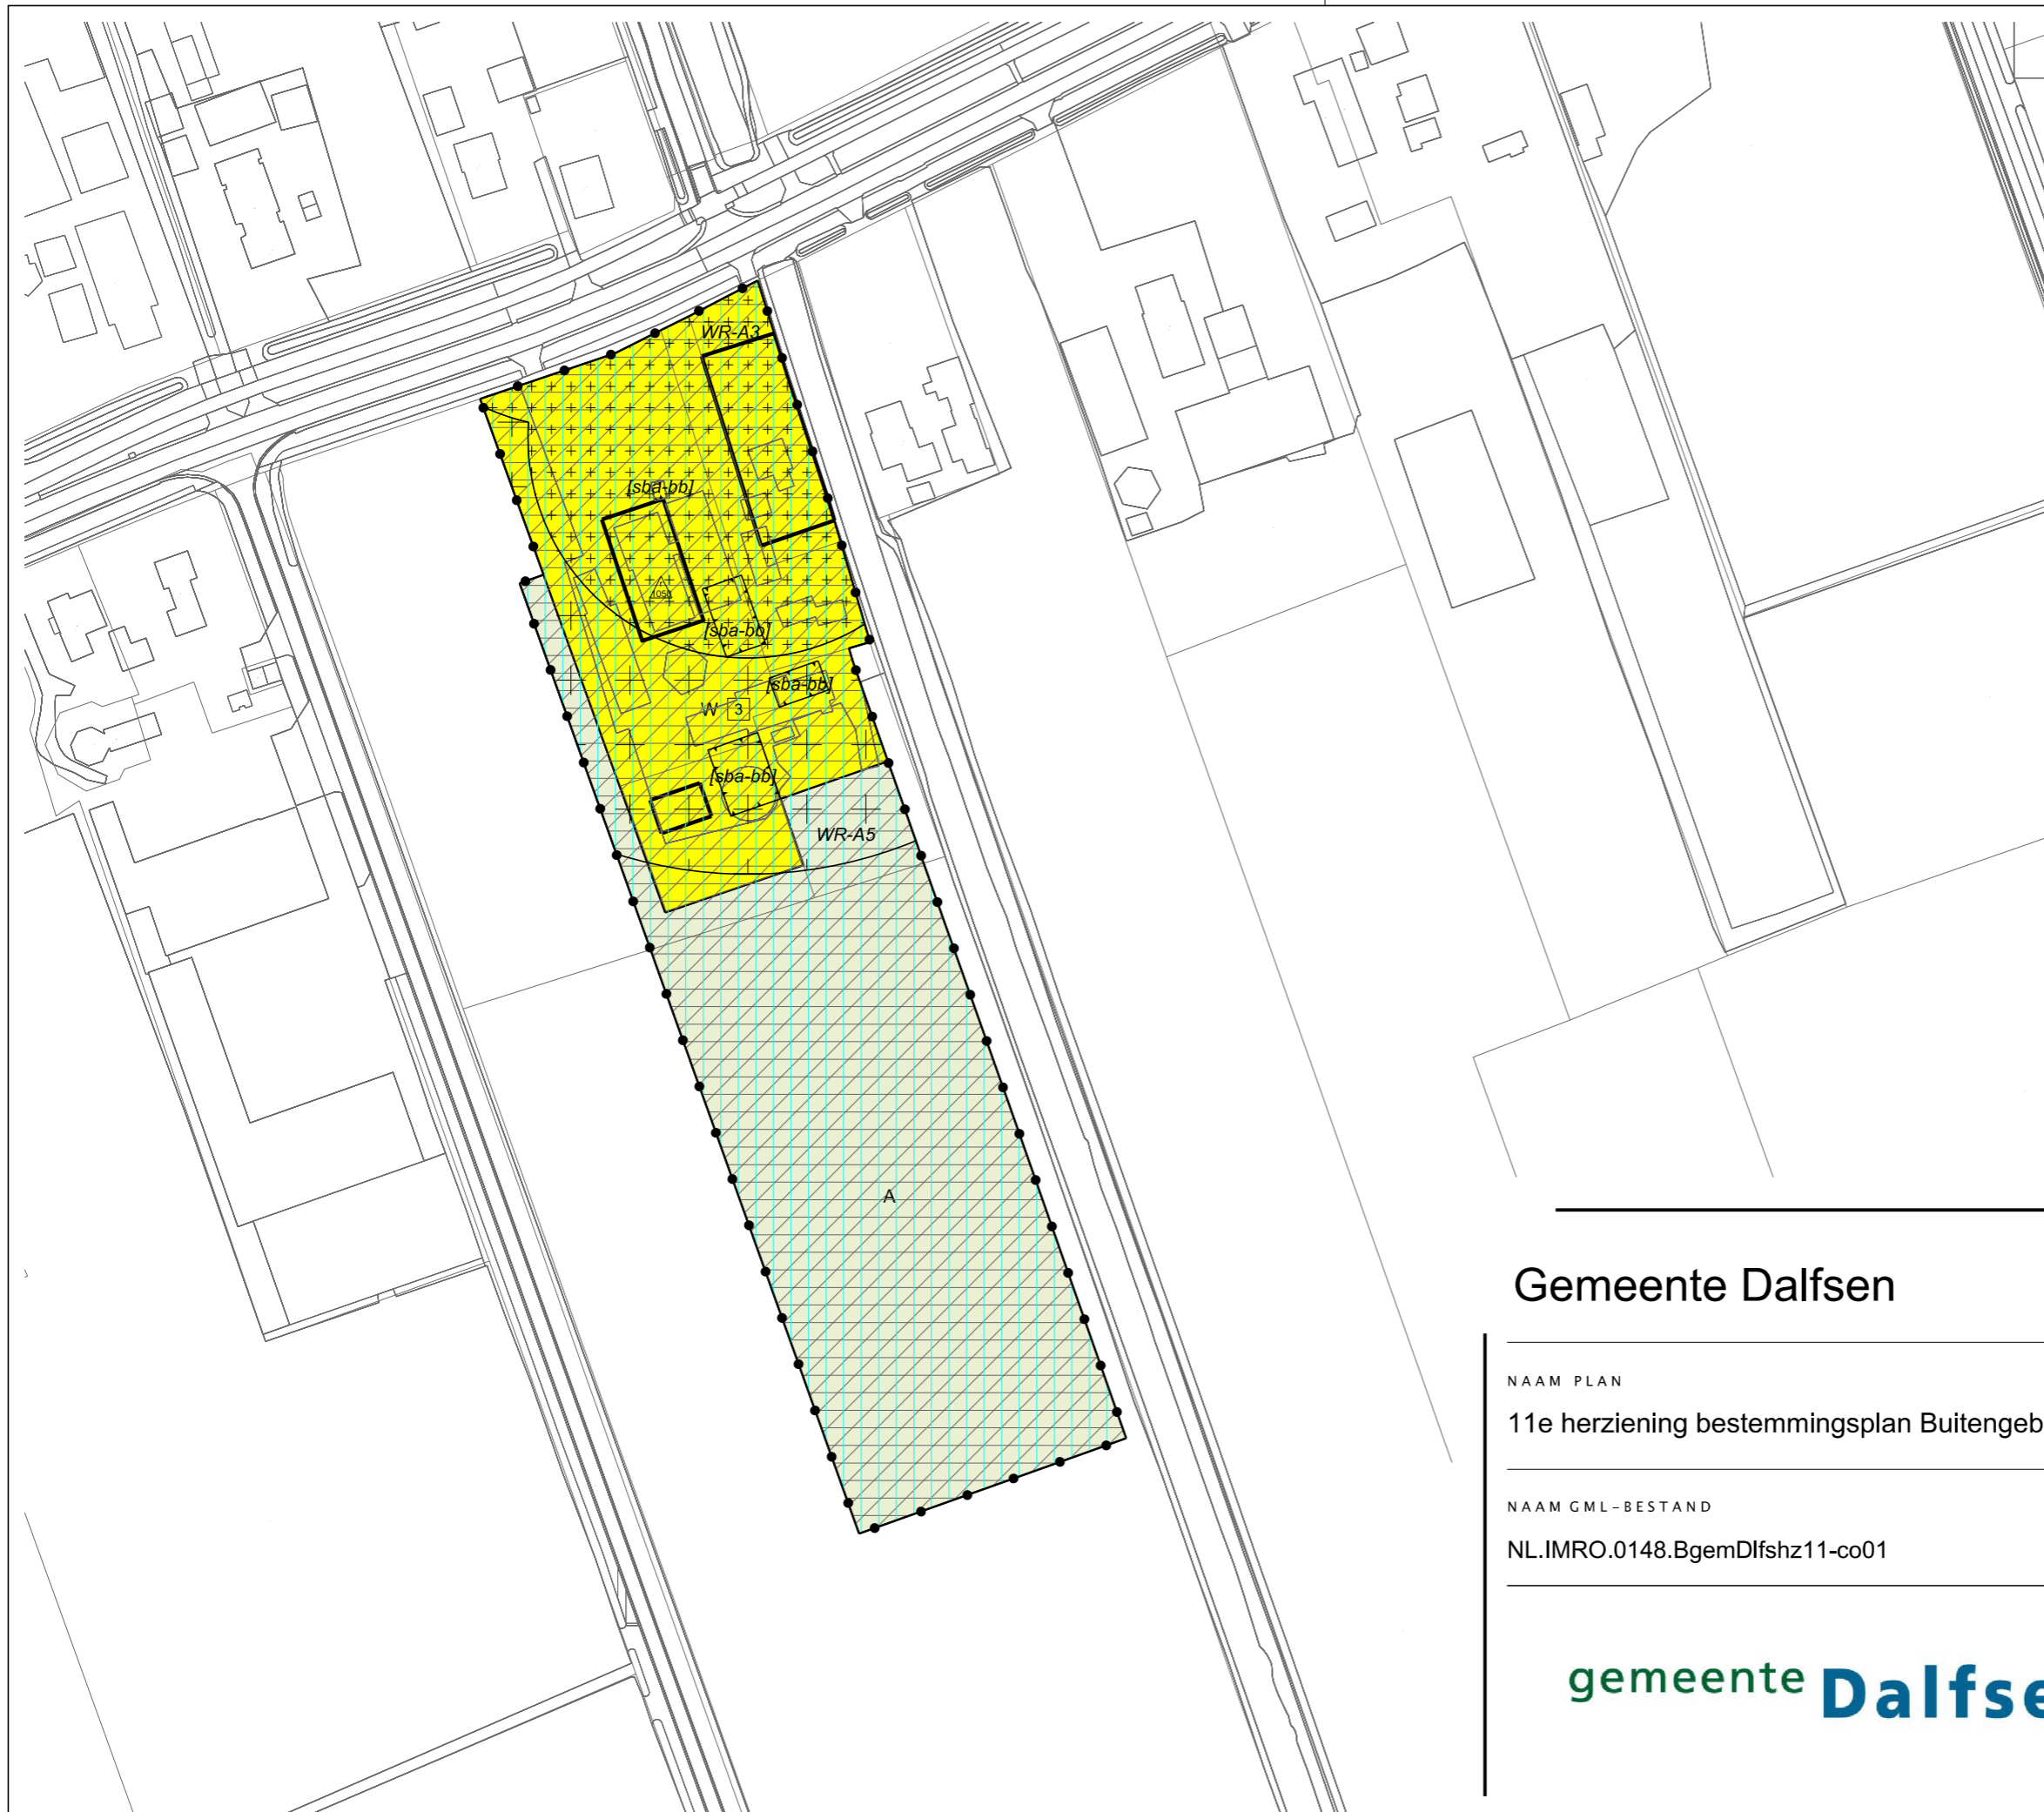 WR-A3
[sba-bb]
[sba-bb]
[sba-bb]
W 3
[sba-bb]
WR-A5
A
Gemeente Dalfsen
NAAM PLAN
11e herziening bestemmingsplan Buitengeb
NAAM GML-BESTAND
NL.IMRO.0148.BgemDlfshz11-co01
gemeente Dalfse